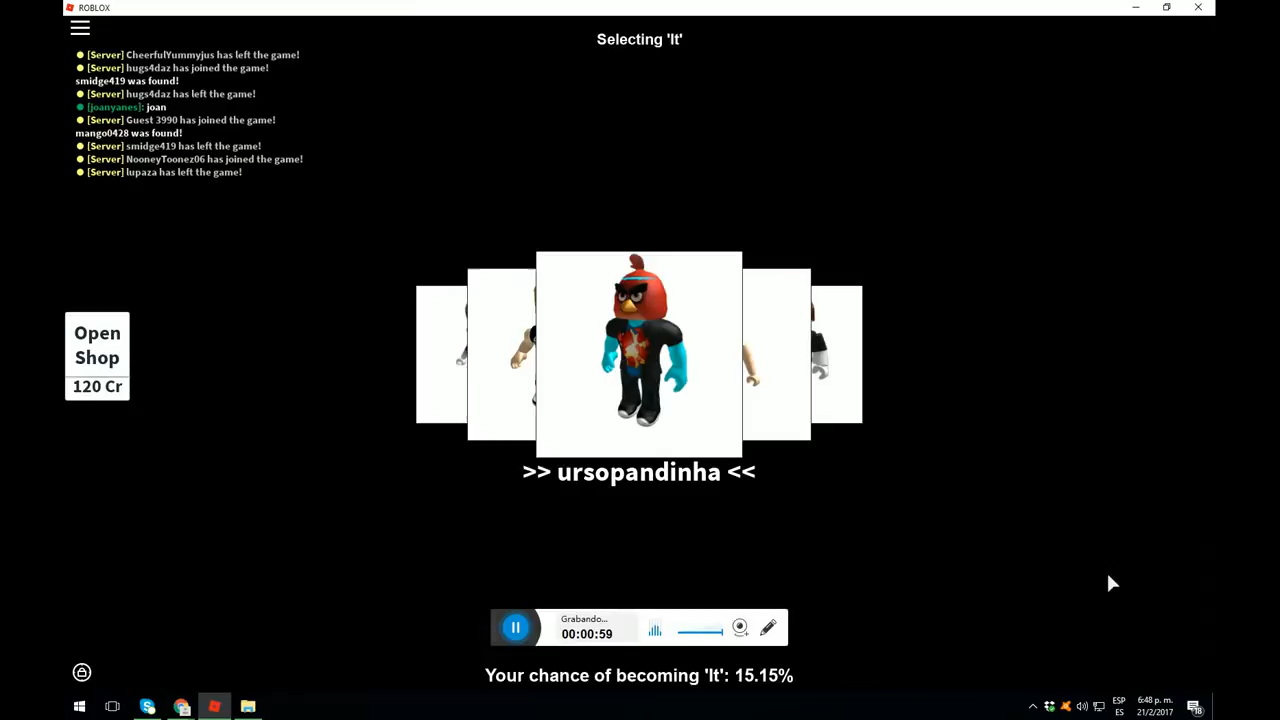 ROBLOX
Selecting 'It'
[Server] CheerfulYummyjus has left the game!
[Server] hugs4daz has joined the game!
smidge419 was found!
[Server] hugs4daz has left the game!
[joanyanes]: joan
[Server] Guest 3990 has joined the game!
mango0428 was found!
[Server] smidge419 has left the game!
[Server] NooneyToonez06 has joined the game!
[Server] lupaza has left the game!
Open
Shop
120 Cr
>> ursopandinha <<
Grabando...
00:00:59
Your chance of becoming 'It': 15.15%
ESP
ES
6:48 p. m.
21/2/2017
18